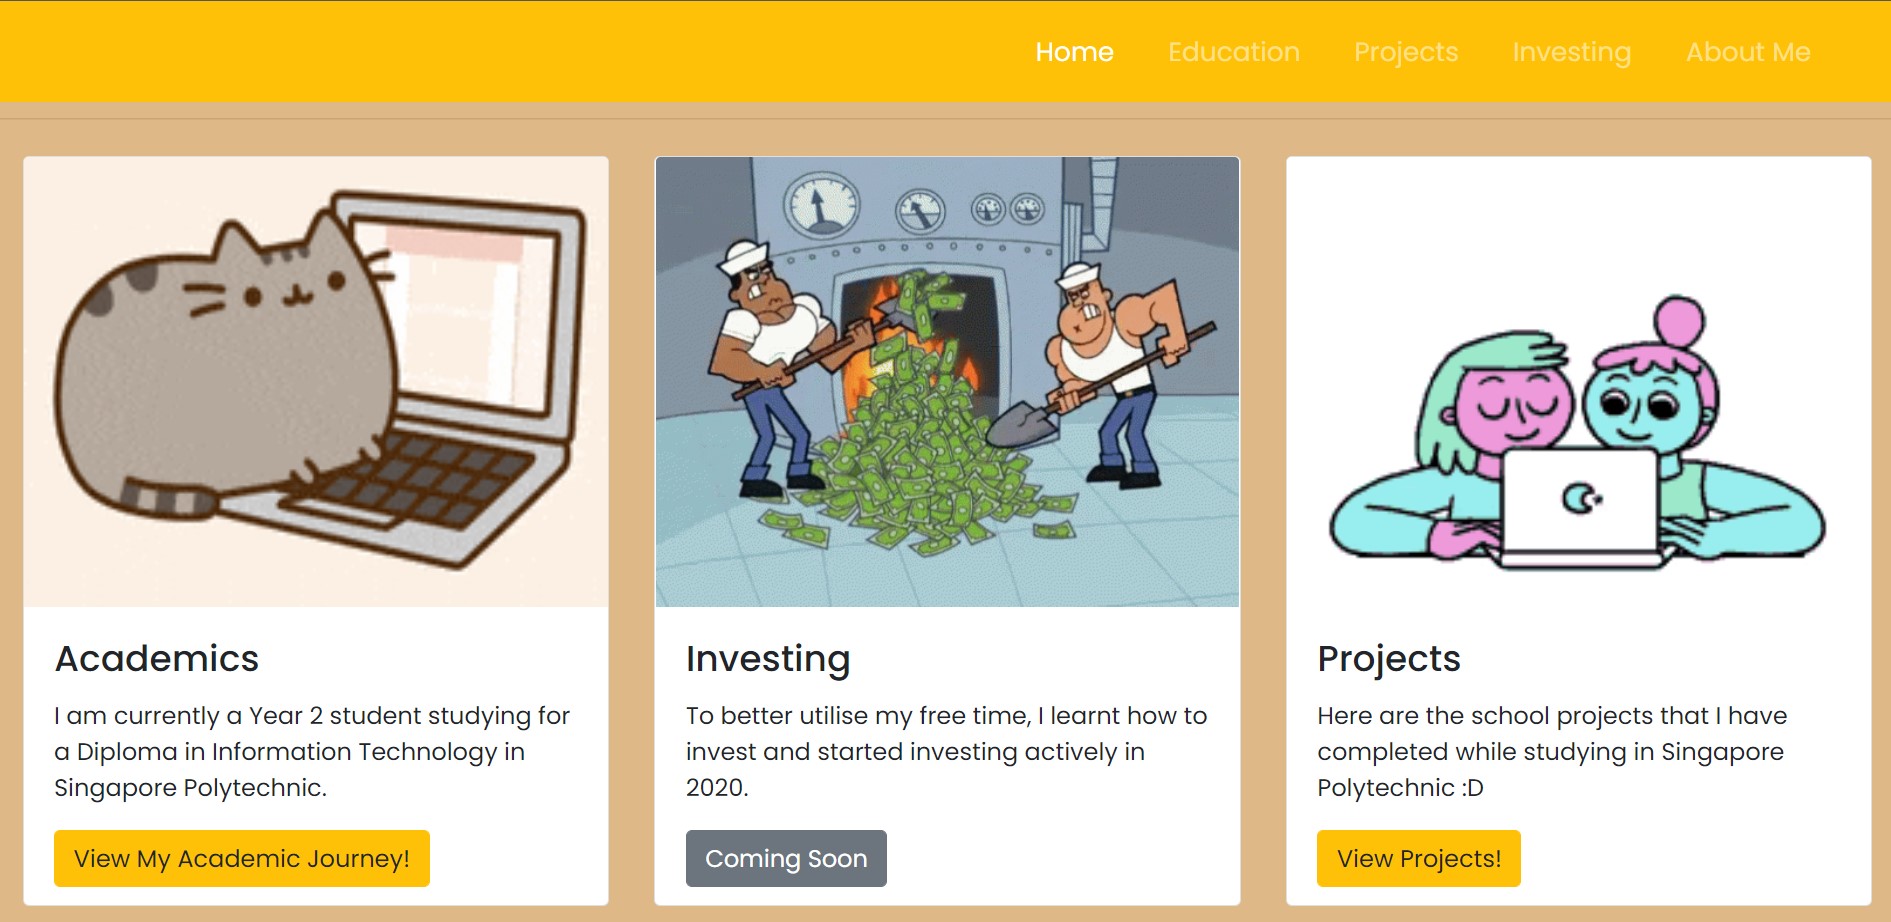 Home Education Projects Investing About Me
Academics
I am currently a Year 2 student studying for
a Diploma in Information Technology in
Singapore Polytechnic.
View My Academic Journey!
Investing
To better utilise my free time, I learnt how to
invest and started investing actively in
2020.
Coming Soon
Projects
Here are the school projects that I have
completed while studying in Singapore
Polytechnic :D
View Projects!